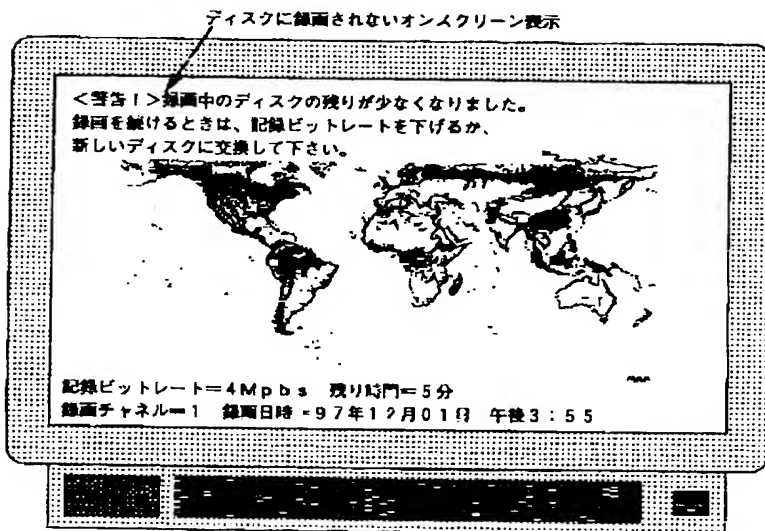 ディスクに録画されないオンスクリーン表示
<警告!>録画中のディスクの残りが少なくなりました。
録画を続けるときは、記録ビットレートを下げるか、
新しいディスクに交換して下さい。
記録ビットレート=4Mpbs 残り時間=5分
録画チャネル=1 録画日時=97年12月01日 午後3:55